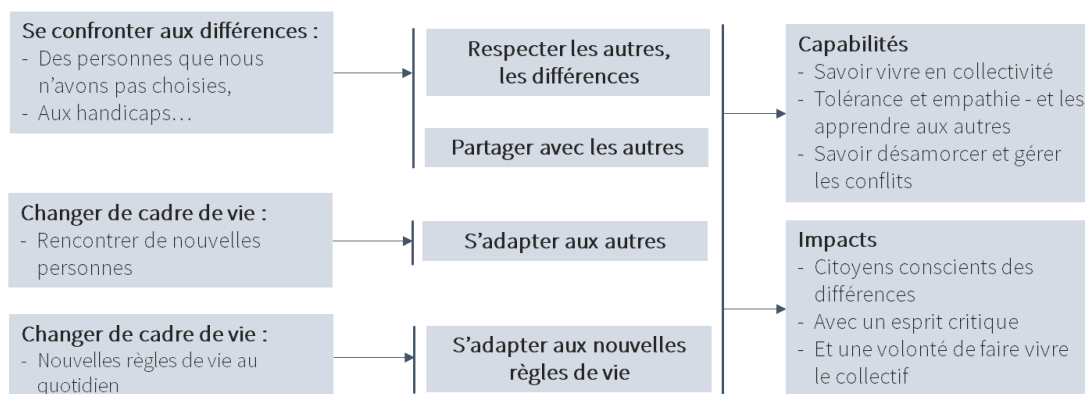 Se confronter aux différences :
- Des personnes que nous
n'avons pas choisies,
- Aux handicaps…
Changer de cadre de vie :
- Rencontrer de nouvelles
personnes
Changer de cadre de vie :
- Nouvelles règles de vie au
quotidien
Respecter les autres,
les différences
Partager avec les autres
S'adapter aux autres
S'adapter aux nouvelles
règles de vie
Capabilités
- Savoir vivre en collectivité
- Tolérance et empathie - et les
apprendre aux autres
- Savoir désamorcer et gérer
les conflits
Impacts
- Citoyens conscients des
différences
- Avec un esprit critique
- Et une volonté de faire vivre
le collectif